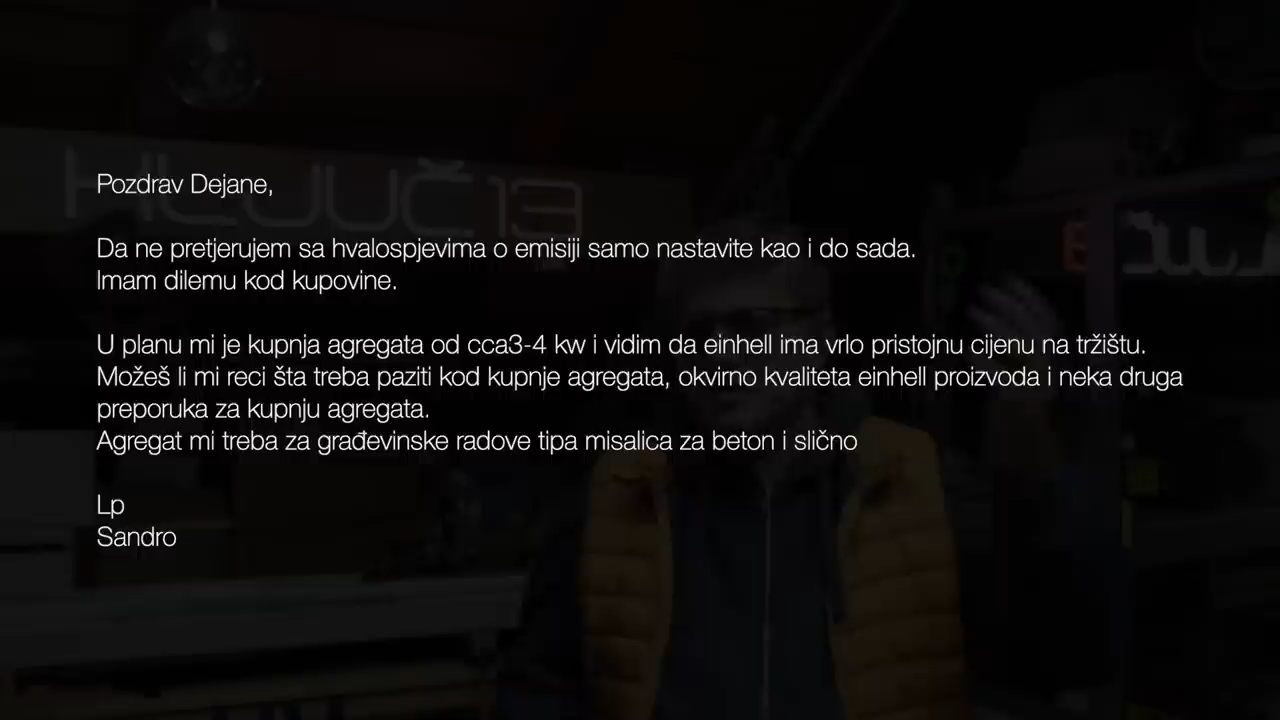 Pozdrav Dejane,
Da ne pretjerujem sa hvalospjevima o emisiji samo nastavite kao i do sada.
Imam dilemu kod kupovine.
U planu mi je kupnja agregata od cca3-4 kw i vidim da einhell ima vrlo pristojnu cijenu na tržištu.
Možeš li mi reci šta treba paziti kod kupnje agregata, okvirno kvaliteta einhell proizvoda i neka druga
preporuka za kupnju agregata.
Agregat mi treba za građevinske radove tipa misalica za beton i slično
Lp
Sandro